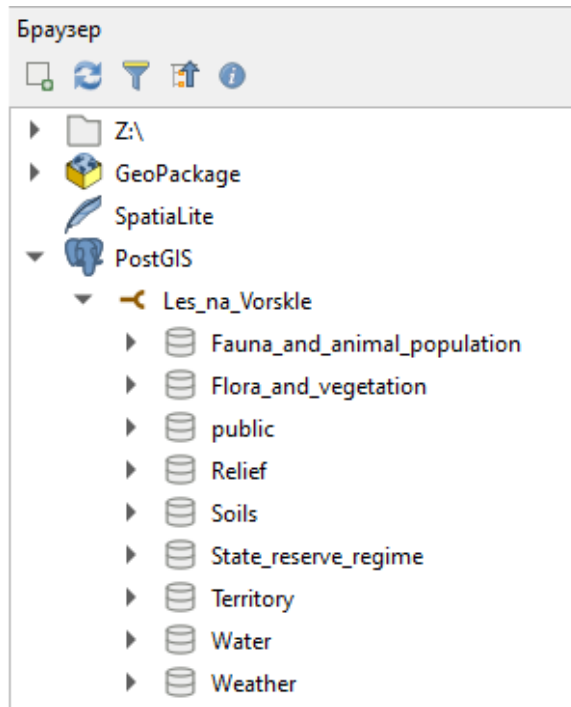 Браузер
Z:\
GeoPackage
SpatiaLite
PostGIS
Les_na_Vorskle
Fauna_and_animal_population
Flora_and_vegetation
public
Relief
Soils
State_reserve_regime
Territory
Water
Weather